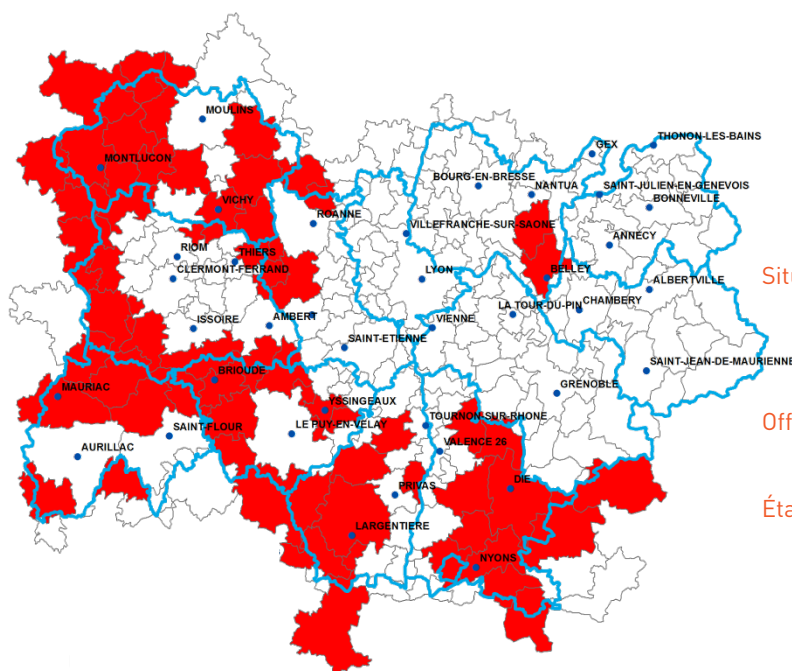 MOULINS
THONON-LES-BAINS
GEX
MONTLUCON
BOURG-EN-BRESSE
NANTUA
SAINT-JULIEN-EN-GENEVOIS
BONNEVILLE
VICHY
ROANNE
VILLEFRANCHE-SUR-SAONE
ANNECY
RIOM
THIERS
CLERMONT-FERRAND
LYON
BELLEY
ALBERTVILLE
Situ
LA TOUR-DU-PIN
CHAMBERY
ISSOIRE
AMBERT
VIENNE
SAINT-ETIENNE
SAINT-JEAN-DE-MAURIENNE
BRIOUDE
MAURIAC
GRENOBLE
YSSINGEAUX
TOURNON-SUR-RHONE
Off
SAINT-FLOUR
LE PUY-EN-VELAY
AURILLAC
VALENCE 26
PRIVAS
DIE
Éta
LARGENTIERE
NYONS